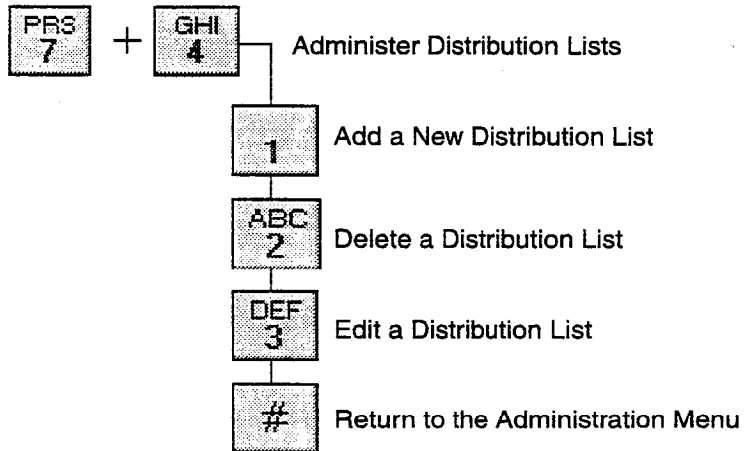 PRS 7 + GHI 4 Administer Distribution Lists
1 Add a New Distribution List
ABC 2 Delete a Distribution List
DEF 3 Edit a Distribution List
# Return to the Administration Menu